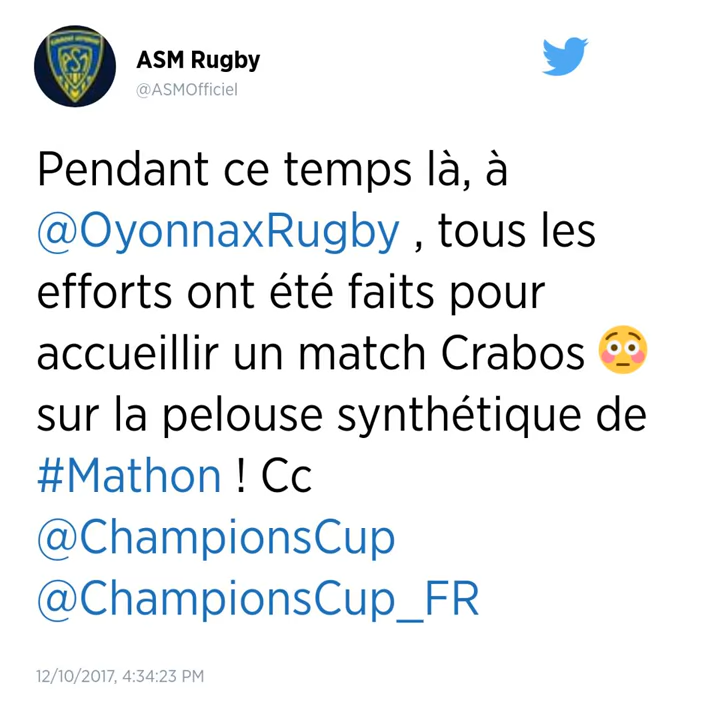 ASM Rugby
@ASMOfficiel
Pendant ce temps là, à
@OyonnaxRugby , tous les
efforts ont été faits pour
accueillir un match Crabos 😳
sur la pelouse synthétique de
#Mathon ! Cc
@ChampionsCup
@ChampionsCup_FR
12/10/2017, 4:34:23 PM